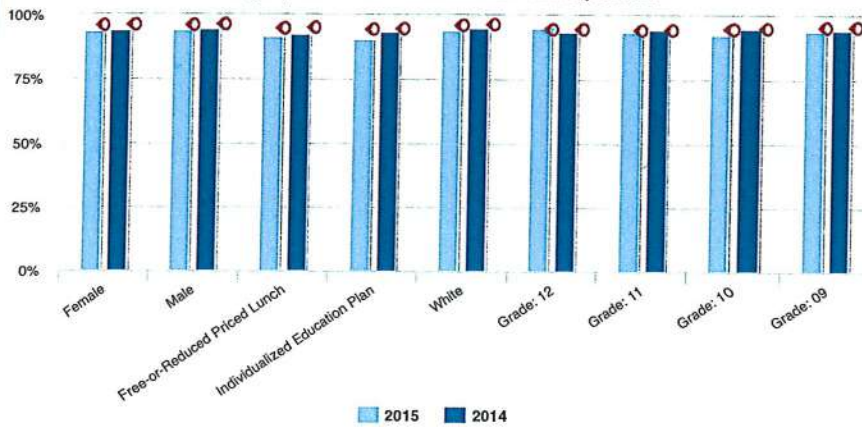 100%
75%
50%
25%
0%
Female
Male
Free-or-Reduced Priced Lunch
Individualized Education Plan
White
Grade: 12
Grade: 11
Grade: 10
Grade: 09
2015
2014